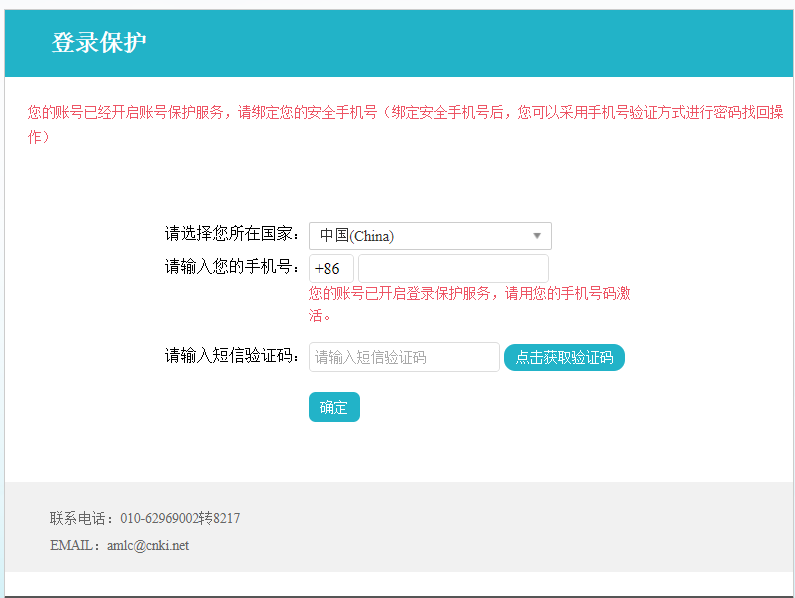 登录保护
您的账号已经开启账号保护服务，请绑定您的安全手机号（绑定安全手机号后，您可以采用手机号验证方式进行密码找回操
作）
请选择您所在国家： 中国(China)
请输入您的手机号： +86
您的账号已开启登录保护服务，请用您的手机号码激
活。
请输入短信验证码： 请输入短信验证码 点击获取验证码
确定
联系电话：010-62969002转8217
EMAIL：amlc@cnki.net